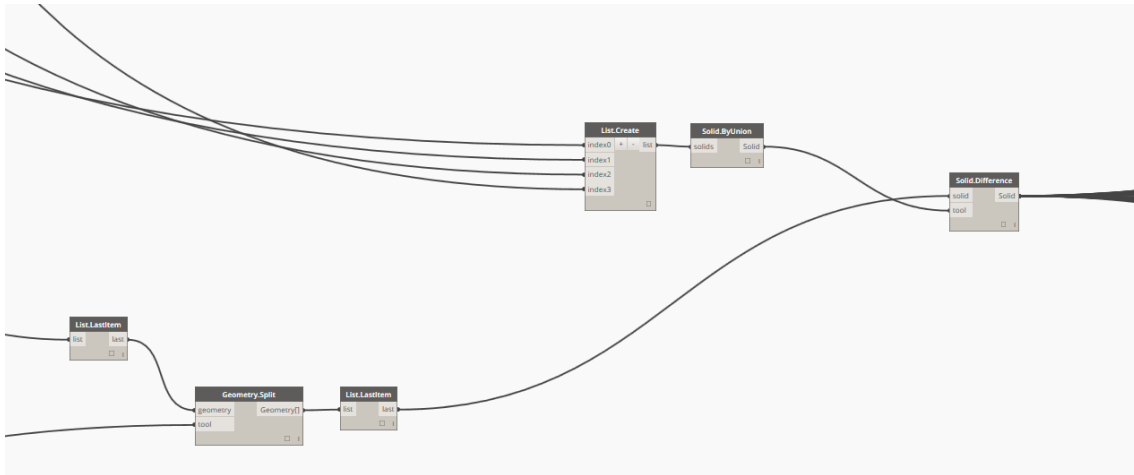 List.Create
index0 + - list
index1
index2
index3
Solid.ByUnion
solids Solid
Solid.Difference
solid Solid
tool
List.LastItem
list last
Geometry.Split
geometry Geometry[]
tool
List.LastItem
list last